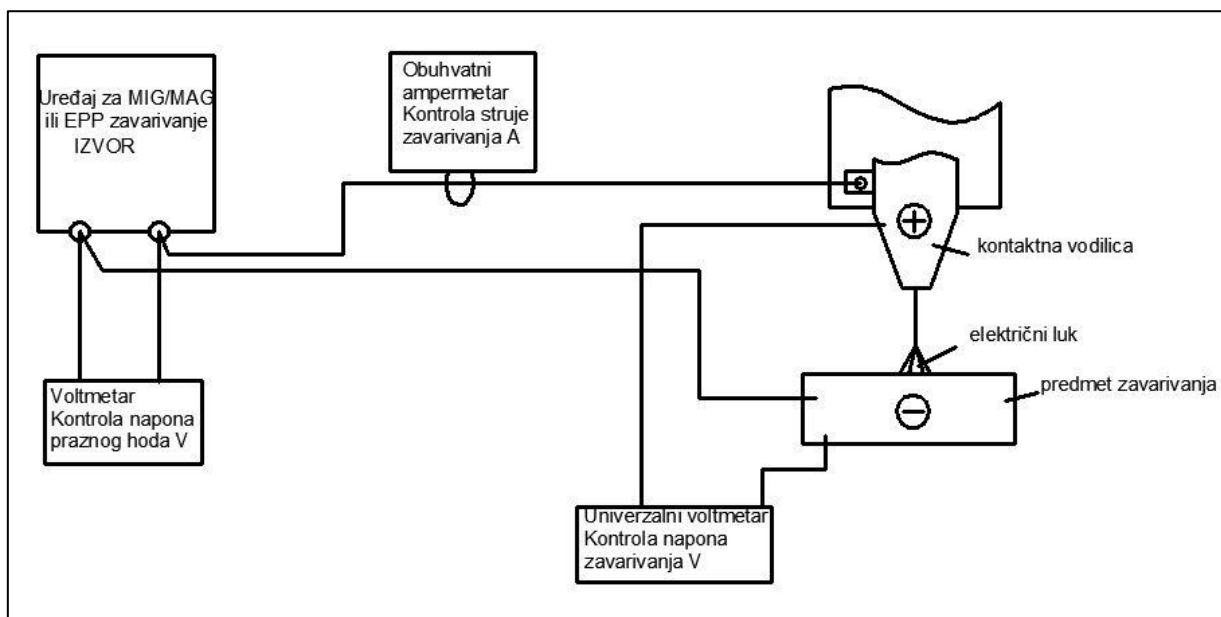 Uređaj za MIG/MAG
ili EPP zavarivanje
IZVOR
Obuhvatni
ampermetar
Kontrola struje
zavarivanja A
+
kontaktna vodilica
električni luk
predmet zavarivanja
−
Voltmetar
Kontrola napona
praznog hoda V
Univerzalni voltmetar
Kontrola napona
zavarivanja V